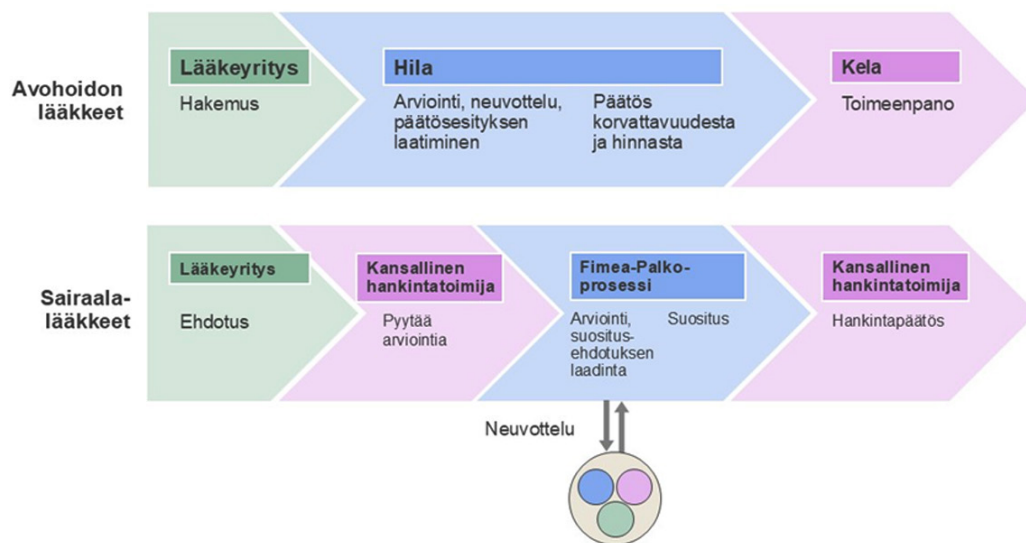 Avohoidon
lääkkeet
Lääkeyritys
Hakemus
Hila
Arviointi, neuvottelu,
päätösesityksen
laatiminen
Päätös
korvattavuudesta
ja hinnasta
Kela
Toimeenpano
Sairaala-
lääkkeet
Lääkeyritys
Ehdotus
Kansallinen
hankintatoimija
Pyytää
arviointia
Fimea-Palko-
prosessi
Arviointi,
suositus-
ehdotuksen
laadinta
Suositus
Kansallinen
hankintatoimija
Hankintapäätös
Neuvottelu